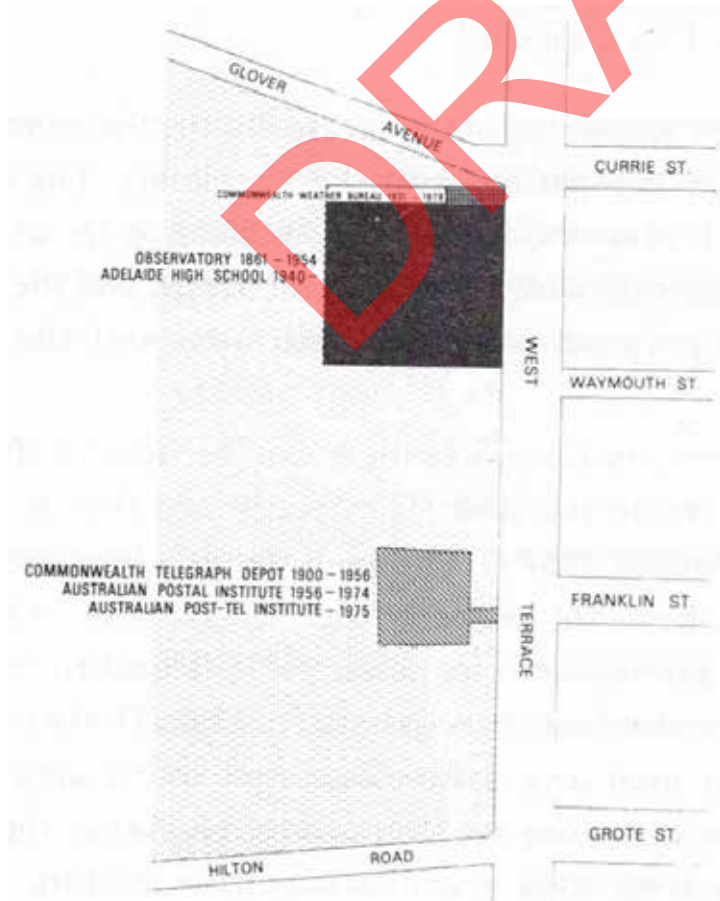 DRA
GLOVER
AVENUE
CURRIE ST.
COMMONWEALTH WEATHER BUREAU
OBSERVATORY 1861 – 1954
ADELAIDE HIGH SCHOOL 1940 –
WEST
WAYMOUTH ST
COMMONWEALTH TELEGRAPH DEPOT 1900 – 1956
AUSTRALIAN POSTAL INSTITUTE 1956 – 1974
AUSTRALIAN POST-TEL INSTITUTE – 1975
FRANKLIN ST.
TERRACE
GROTE ST.
HILTON
ROAD